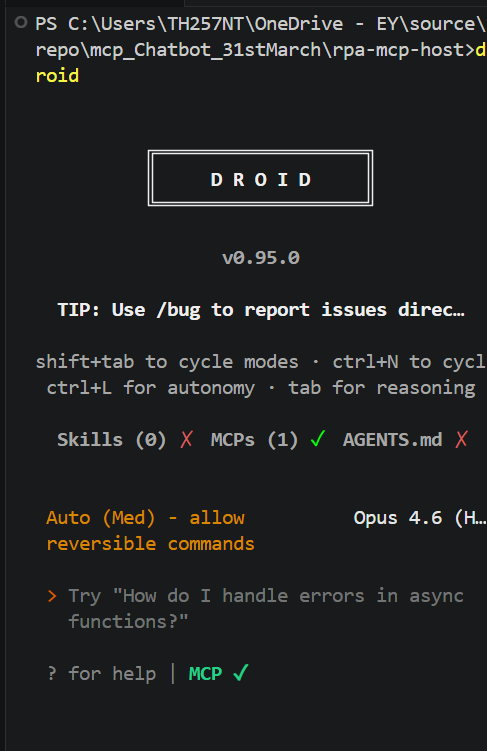 PS C:\Users\TH257NT\OneDrive - EY\source\
repo\mcp_Chatbot_31stMarch\rpa-mcp-host>d
roid
D R O I D
v0.95.0
TIP: Use /bug to report issues direc…
shift+tab to cycle modes · ctrl+N to cycl
ctrl+L for autonomy · tab for reasoning
Skills (0) ✗ MCPs (1) ✓ AGENTS.md ✗
Auto (Med) - allow Opus 4.6 (H…
reversible commands
> Try "How do I handle errors in async
functions?"
? for help | MCP ✓